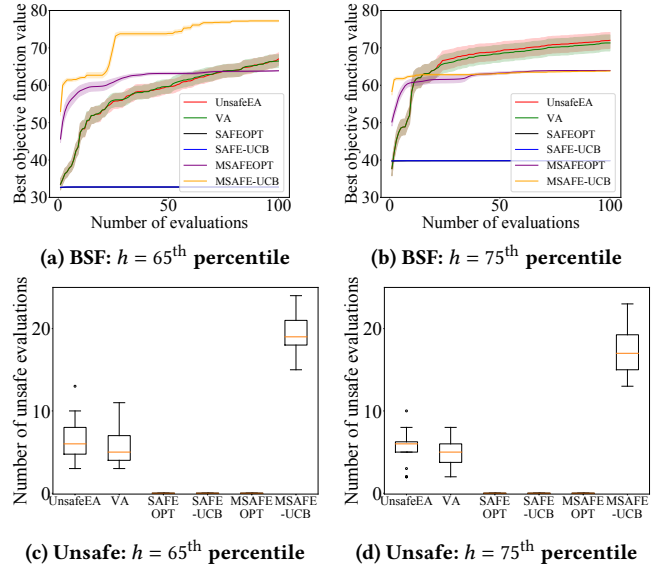 Best objective function value
80
70
60
50
40
30
0
50
100
UnsafeEA
VA
SAFEOPT
SAFE-UCB
MSAFEOPT
MSAFE-UCB
Number of evaluations
(a) BSF: h = 65th percentile
Best objective function value
80
70
60
50
40
30
0
50
100
UnsafeEA
VA
SAFEOPT
SAFE-UCB
MSAFEOPT
MSAFE-UCB
Number of evaluations
(b) BSF: h = 75th percentile
Number of unsafe evaluations
20
10
0
UnsafeEA VA SAFE SAFE MSAFE MSAFE
OPT -UCB OPT -UCB
(c) Unsafe: h = 65th percentile
Number of unsafe evaluations
20
10
0
UnsafeEA VA SAFE SAFE MSAFE MSAFE
OPT -UCB OPT -UCB
(d) Unsafe: h = 75th percentile